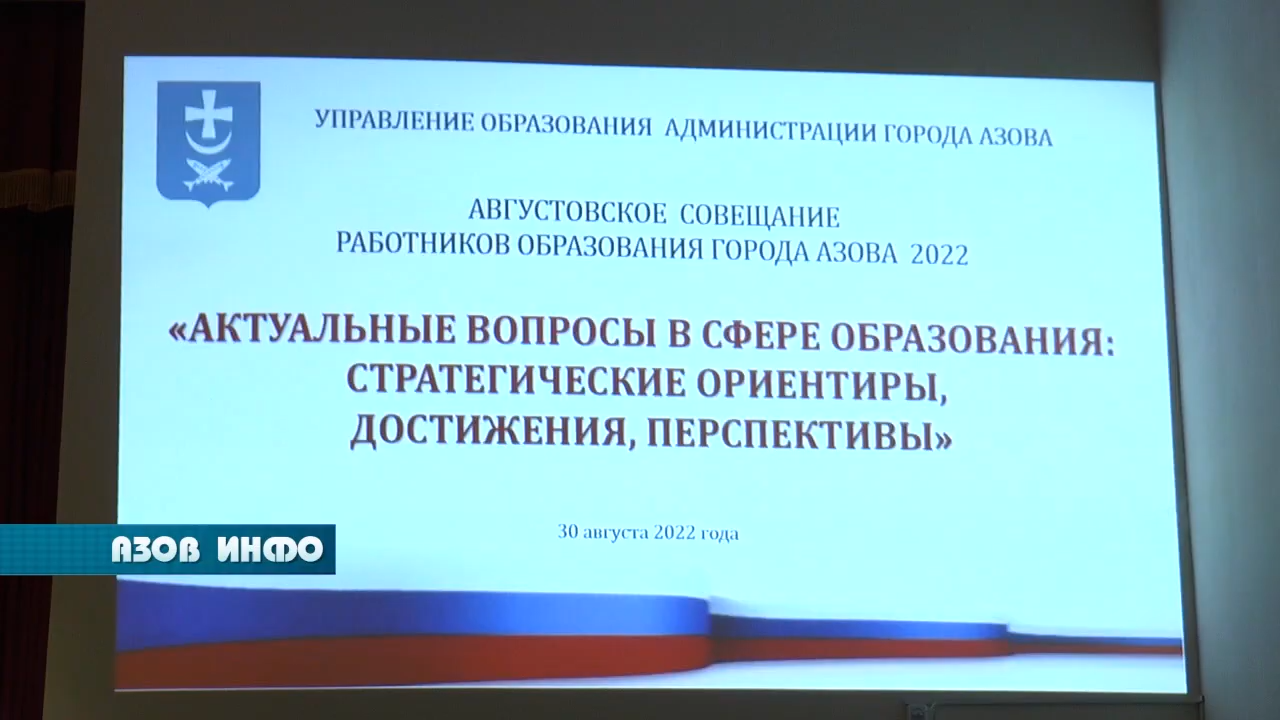 УПРАВЛЕНИЕ ОБРАЗОВАНИЯ АДМИНИСТРАЦИИ ГОРОДА АЗОВА
АВГУСТОВСКОЕ СОВЕЩАНИЕ
РАБОТНИКОВ ОБРАЗОВАНИЯ ГОРОДА АЗОВА 2022
«АКТУАЛЬНЫЕ ВОПРОСЫ В СФЕРЕ ОБРАЗОВАНИЯ:
СТРАТЕГИЧЕСКИЕ ОРИЕНТИРЫ,
ДОСТИЖЕНИЯ, ПЕРСПЕКТИВЫ»
30 августа 2022 года
АЗОВ ИНФО